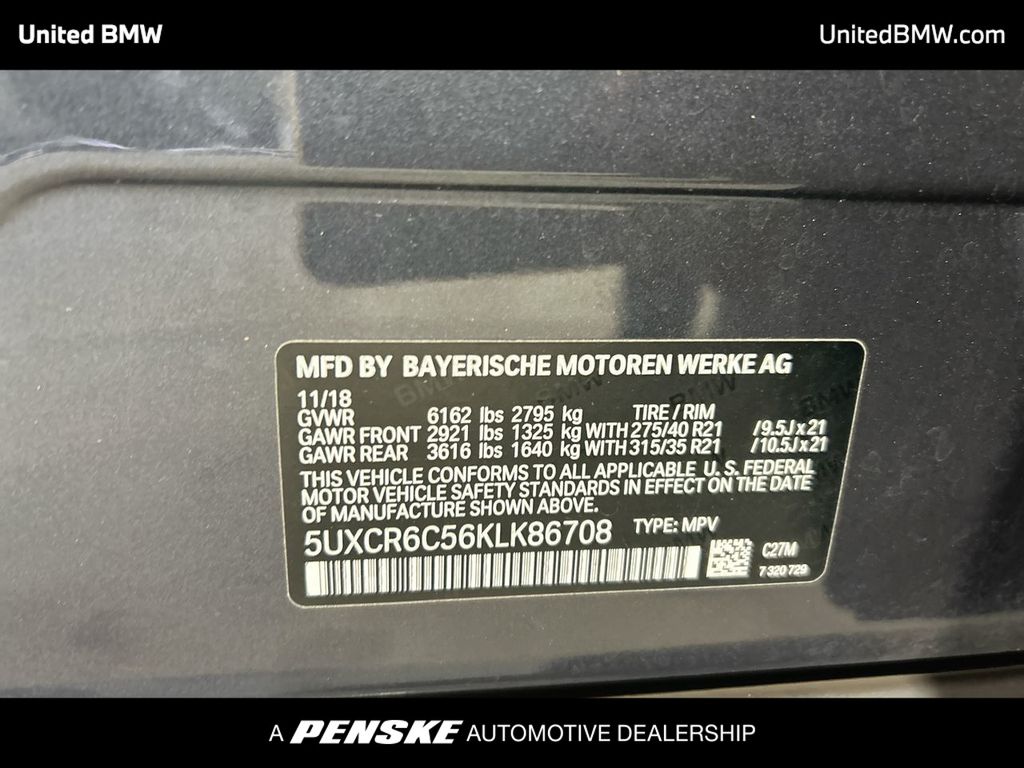 United BMW UnitedBMW.com
MFD BY BAYERISCHE MOTOREN WERKE AG
11/18
GVWR 6162 lbs 2795 kg TIRE / RIM
GAWR FRONT 2921 lbs 1325 kg WITH 275/40 R21 /9.5J x 21
GAWR REAR 3616 lbs 1640 kg WITH 315/35 R21 /10.5J x 21
THIS VEHICLE CONFORMS TO ALL APPLICABLE U. S. FEDERAL
MOTOR VEHICLE SAFETY STANDARDS IN EFFECT ON THE DATE
OF MANUFACTURE SHOWN ABOVE.
5UXCR6C56KLK86708 TYPE: MPV
C27M
7 320 729
A PENSKE AUTOMOTIVE DEALERSHIP